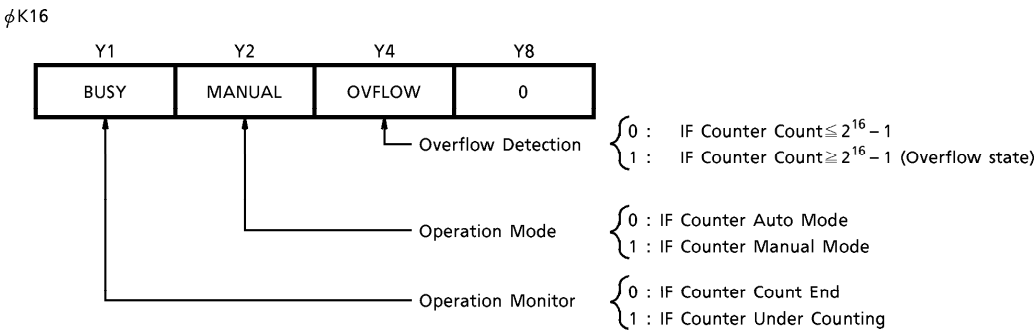 ϕK16
Y1 Y2 Y4 Y8
BUSY MANUAL OVFLOW 0
Overflow Detection
0 : IF Counter Count≦2¹⁶−1
1 : IF Counter Count≧2¹⁶−1 (Overflow state)
Operation Mode
0 : IF Counter Auto Mode
1 : IF Counter Manual Mode
Operation Monitor
0 : IF Counter Count End
1 : IF Counter Under Counting